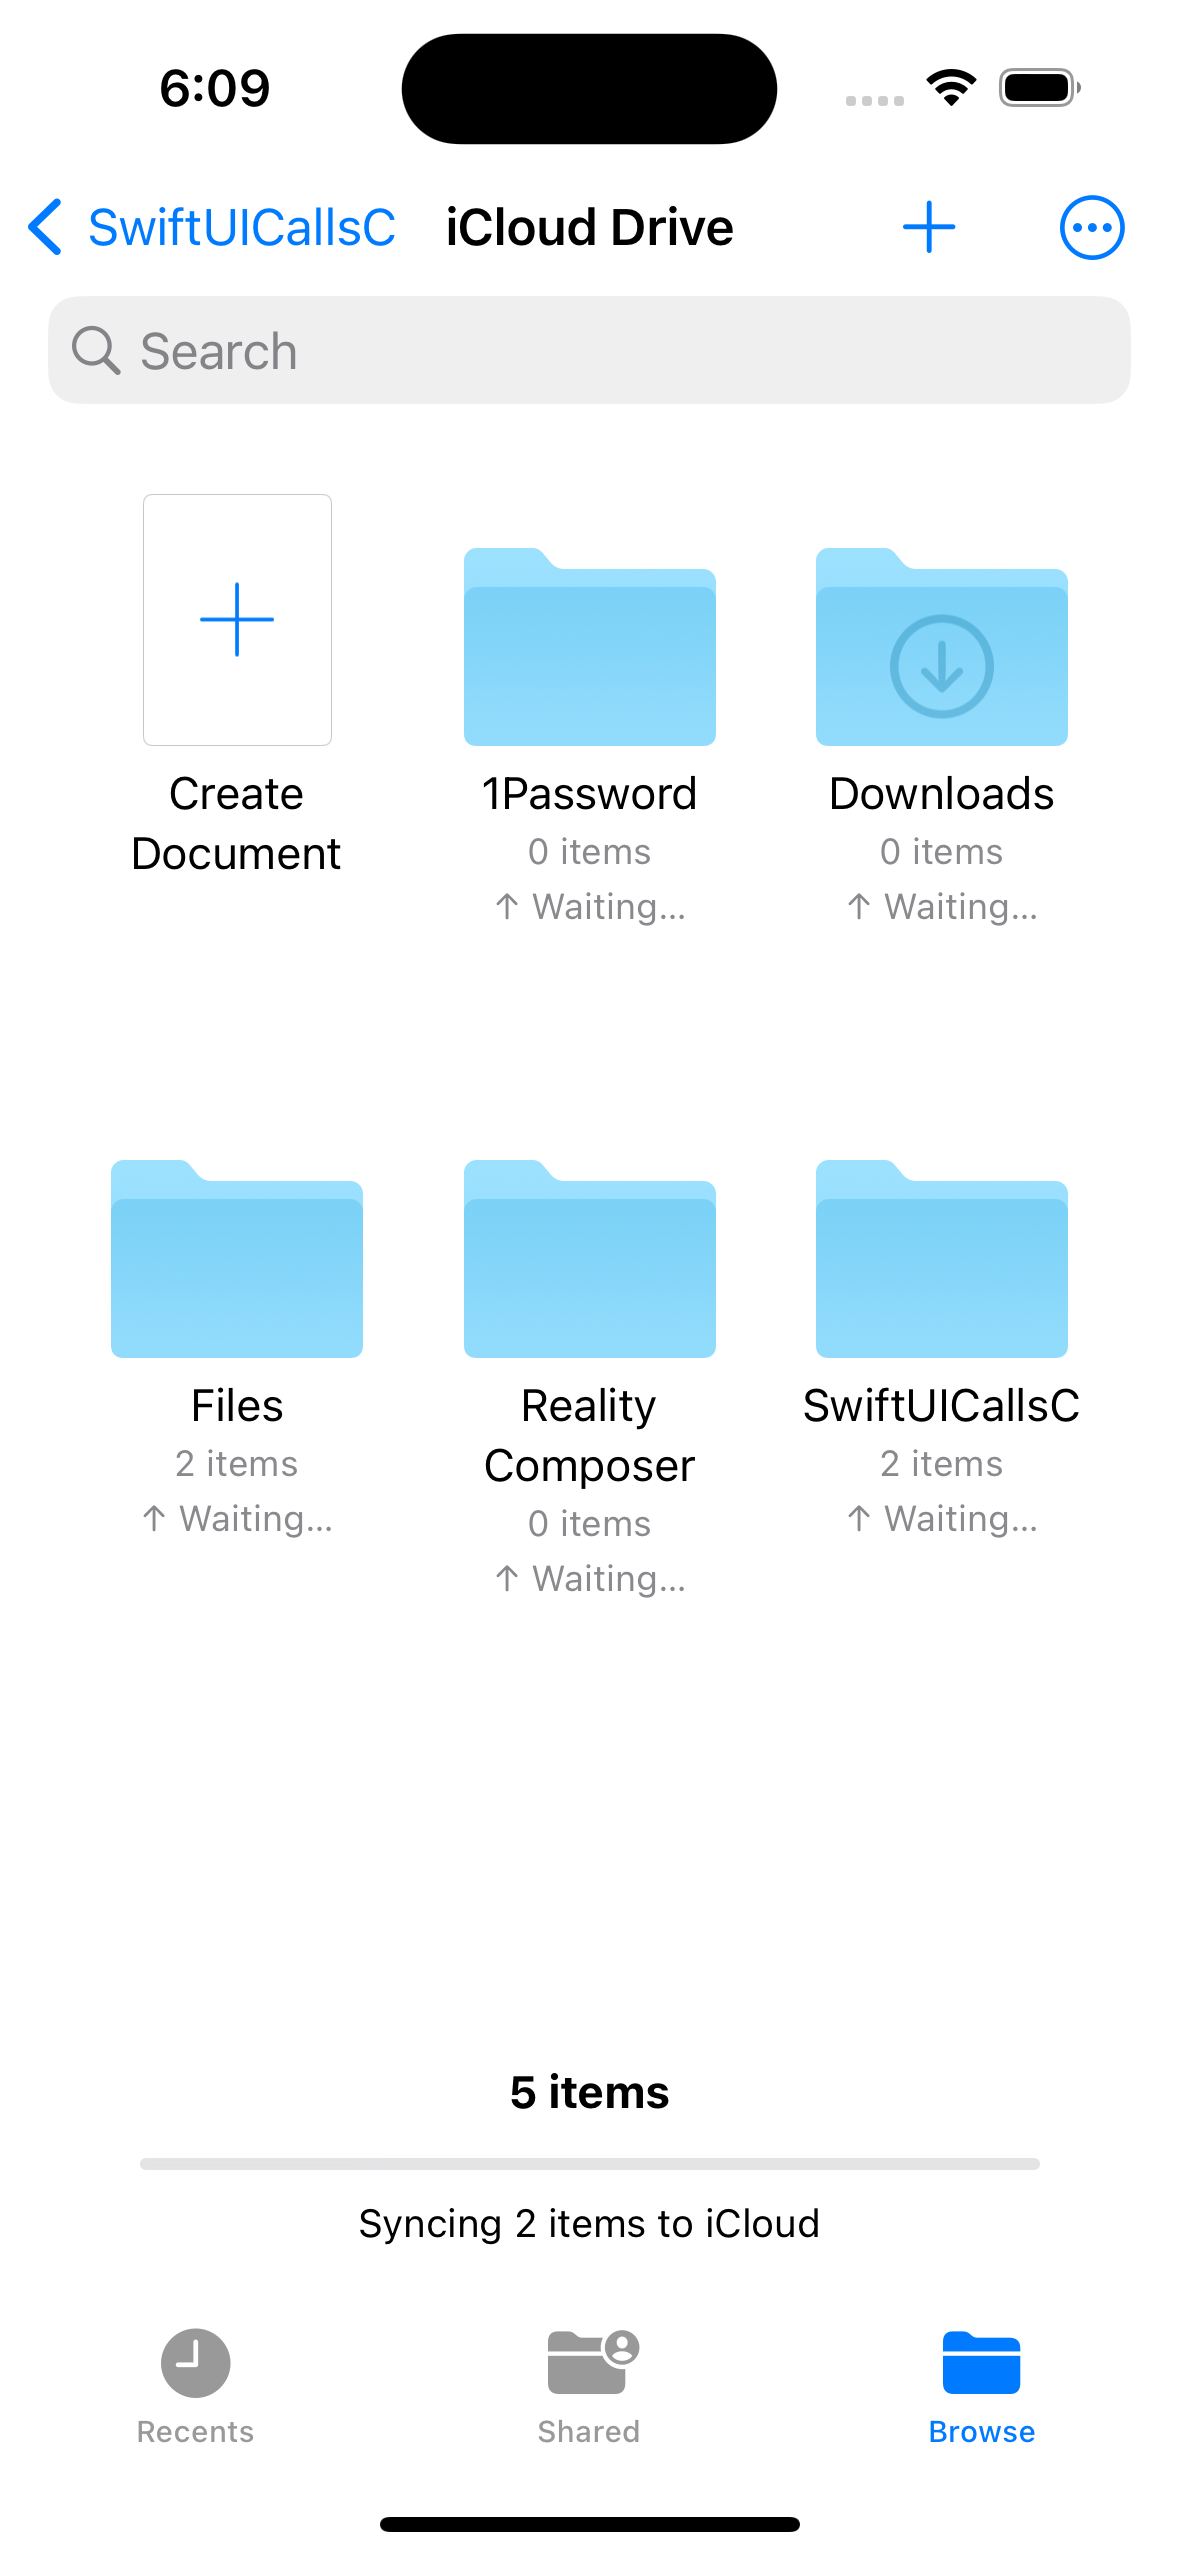 6:09
SwiftUICallsC
iCloud Drive
Search
Create
Document
1Password
0 items
↑ Waiting...
Downloads
0 items
↑ Waiting...
Files
2 items
↑ Waiting...
Reality
Composer
0 items
↑ Waiting...
SwiftUICallsC
2 items
↑ Waiting...
5 items
Syncing 2 items to iCloud
Recents
Shared
Browse